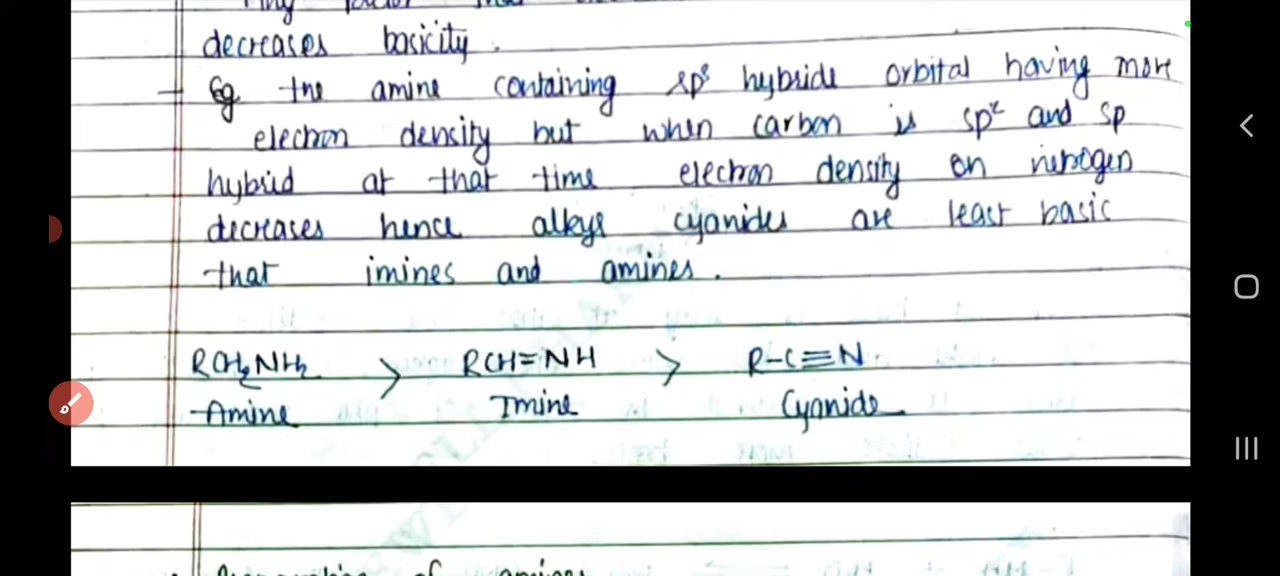 decreases basicity.
→ Eg the amine containing sp³ hybride orbital having more
electron density but when carbon is sp² and sp
hybrid at that time electron density on nitrogen
decreases hence alkyl cyanides are least basic
that imines and amines.
RCH₂NH₂ > RCH=NH > R-C≡N
Amine Imine Cyanide
of amines